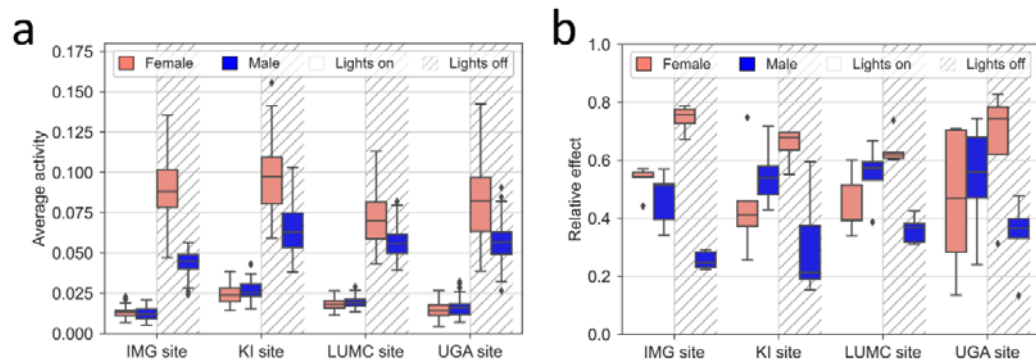 a
0.175
Female Male Lights on Lights off
0.150
0.125
0.100
0.075
0.050
0.025
0.000
Average activity
IMG site KI site LUMC site UGA site
b
1.0
Female Male Lights on Lights off
0.8
0.6
0.4
0.2
0.0
Relative effect
IMG site KI site LUMC site UGA site